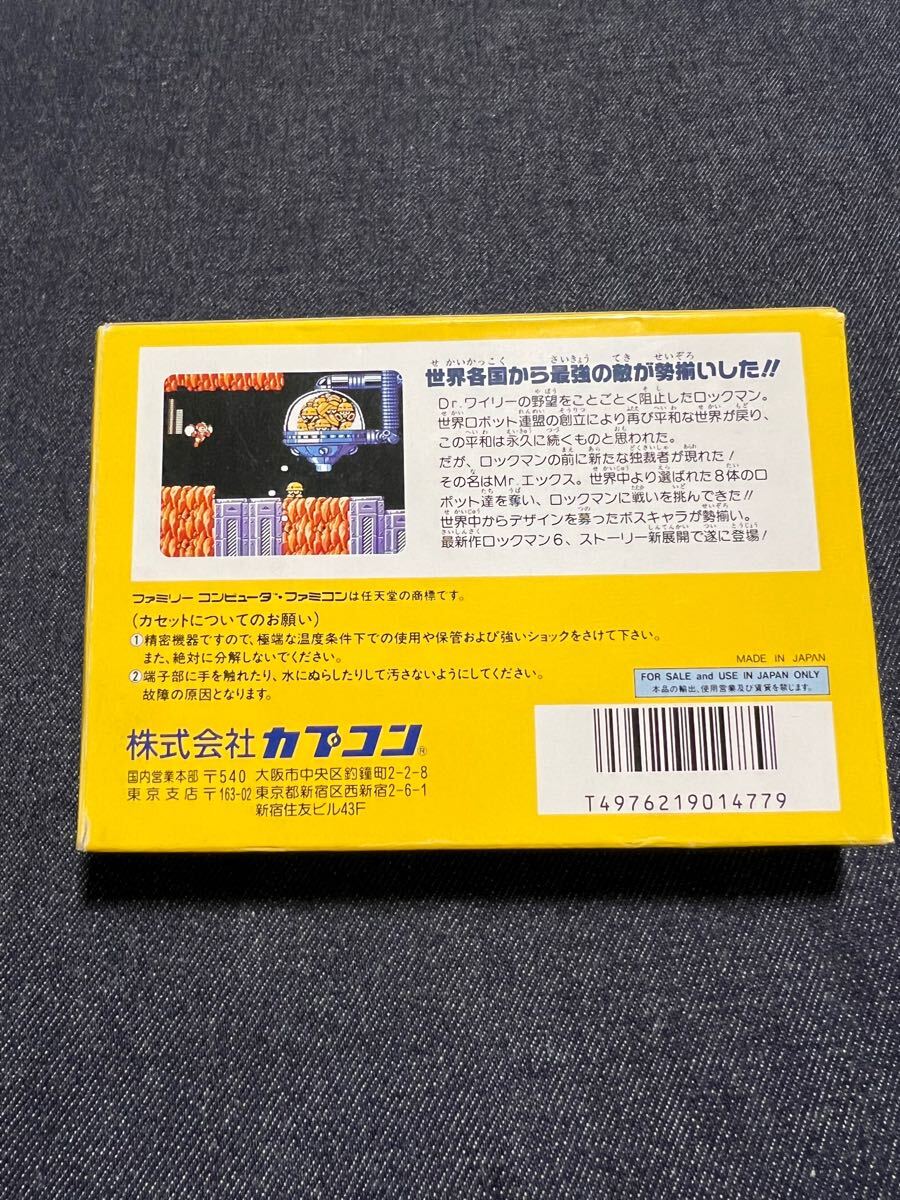 世界各国から最強の敵が勢揃いした!!
Dr.ワイリーの野望をことごとく阻止したロックマン。
世界ロボット連盟の創立により再び平和な世界が戻り、
この平和は永久に続くものと思われた。
だが、ロックマンの前に新たな独裁者が現れた!
その名はMr.エックス。世界中より選ばれた8体のロ
ボット達を奪い、ロックマンに戦いを挑んできた!!
世界中からデザインを募ったボスキャラが勢揃い。
最新作ロックマン6、ストーリー新展開で遂に登場!
ファミリーコンピュータ・ファミコンは任天堂の商標です。
(カセットについてのお願い)
①精密機器ですので、極端な温度条件下での使用や保管および強いショックをさけて下さい。
また、絶対に分解しないでください。
②端子部に手を触れたり、水にぬらしたりして汚さないようにしてください。
故障の原因となります。
MADE IN JAPAN
FOR SALE and USE IN JAPAN ONLY
本品の輸出、使用営業及び賃貸を禁じます。
株式会社カプコン®
国内営業本部 〒540 大阪市中央区釣鐘町2-2-8
東京支店 〒163-02 東京都新宿区西新宿2-6-1
新宿住友ビル43F
T4976219014779